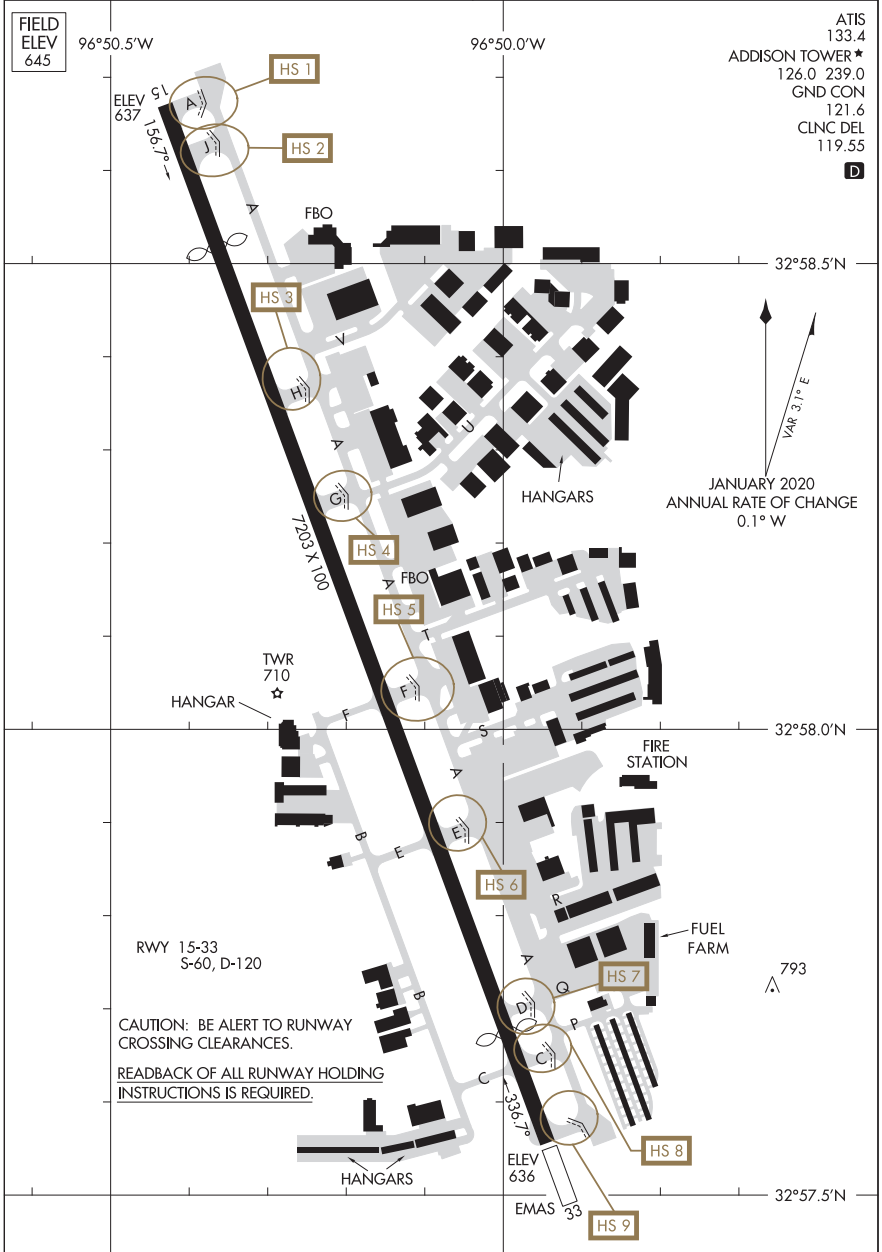 FIELD
ELEV
645
96°50.5'W
96°50.0'W
ATIS
133.4
ADDISON TOWER★
126.0 239.0
GND CON
121.6
CLNC DEL
119.55
D
HS 1
15
ELEV
637
A
156.7°
J
HS 2
A
FBO
32°58.5'N
HS 3
V
H
VAR 3.1° E
A
U
G
HANGARS
JANUARY 2020
ANNUAL RATE OF CHANGE
0.1° W
7203 X 100
HS 4
A
FBO
HS 5
T
TWR
710
F
HANGAR
F
S
32°58.0'N
FIRE
STATION
A
B
E
E
HS 6
R
FUEL
FARM
RWY 15-33
S-60, D-120
A
HS 7
793
Q
B
D
P
CAUTION: BE ALERT TO RUNWAY
CROSSING CLEARANCES.
C
READBACK OF ALL RUNWAY HOLDING
INSTRUCTIONS IS REQUIRED.
C
336.7°
HS 8
ELEV
636
HANGARS
32°57.5'N
EMAS
33
HS 9